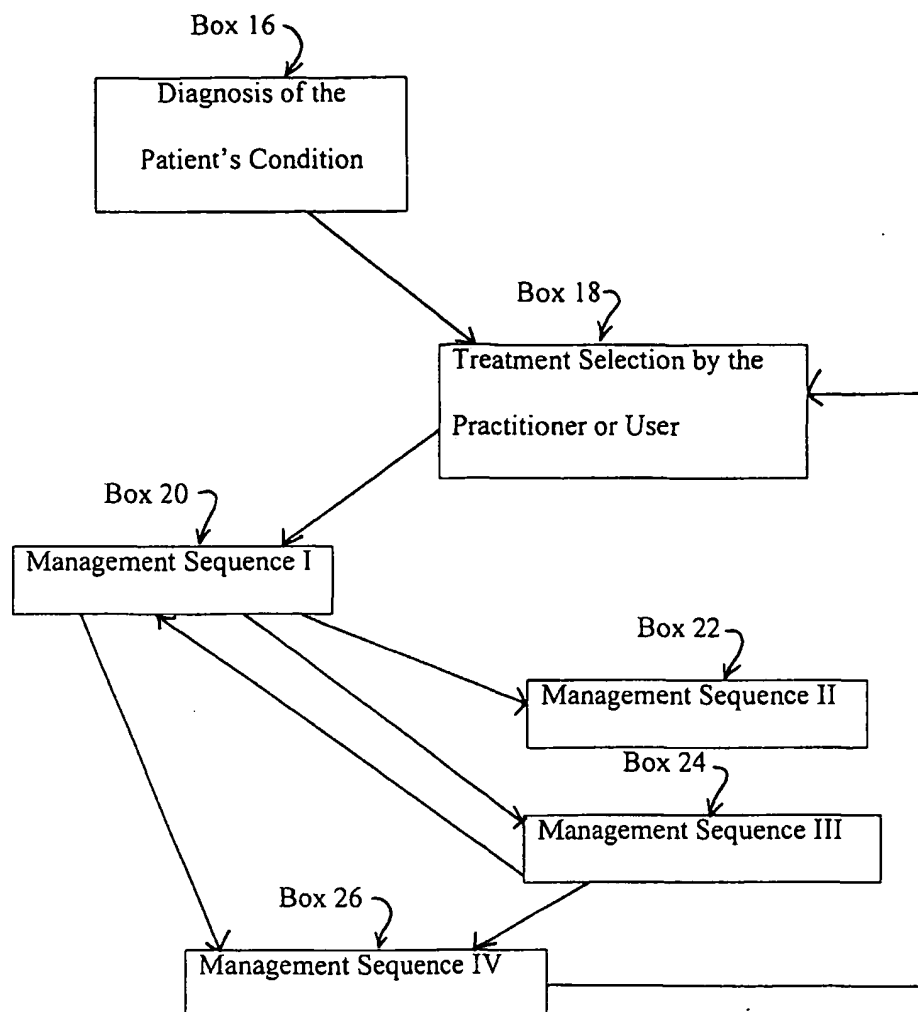 Box 16
Diagnosis of the
Patient's Condition
Box 18
Treatment Selection by the
Practitioner or User
Box 20
Management Sequence I
Box 22
Management Sequence II
Box 24
Management Sequence III
Box 26
Management Sequence IV